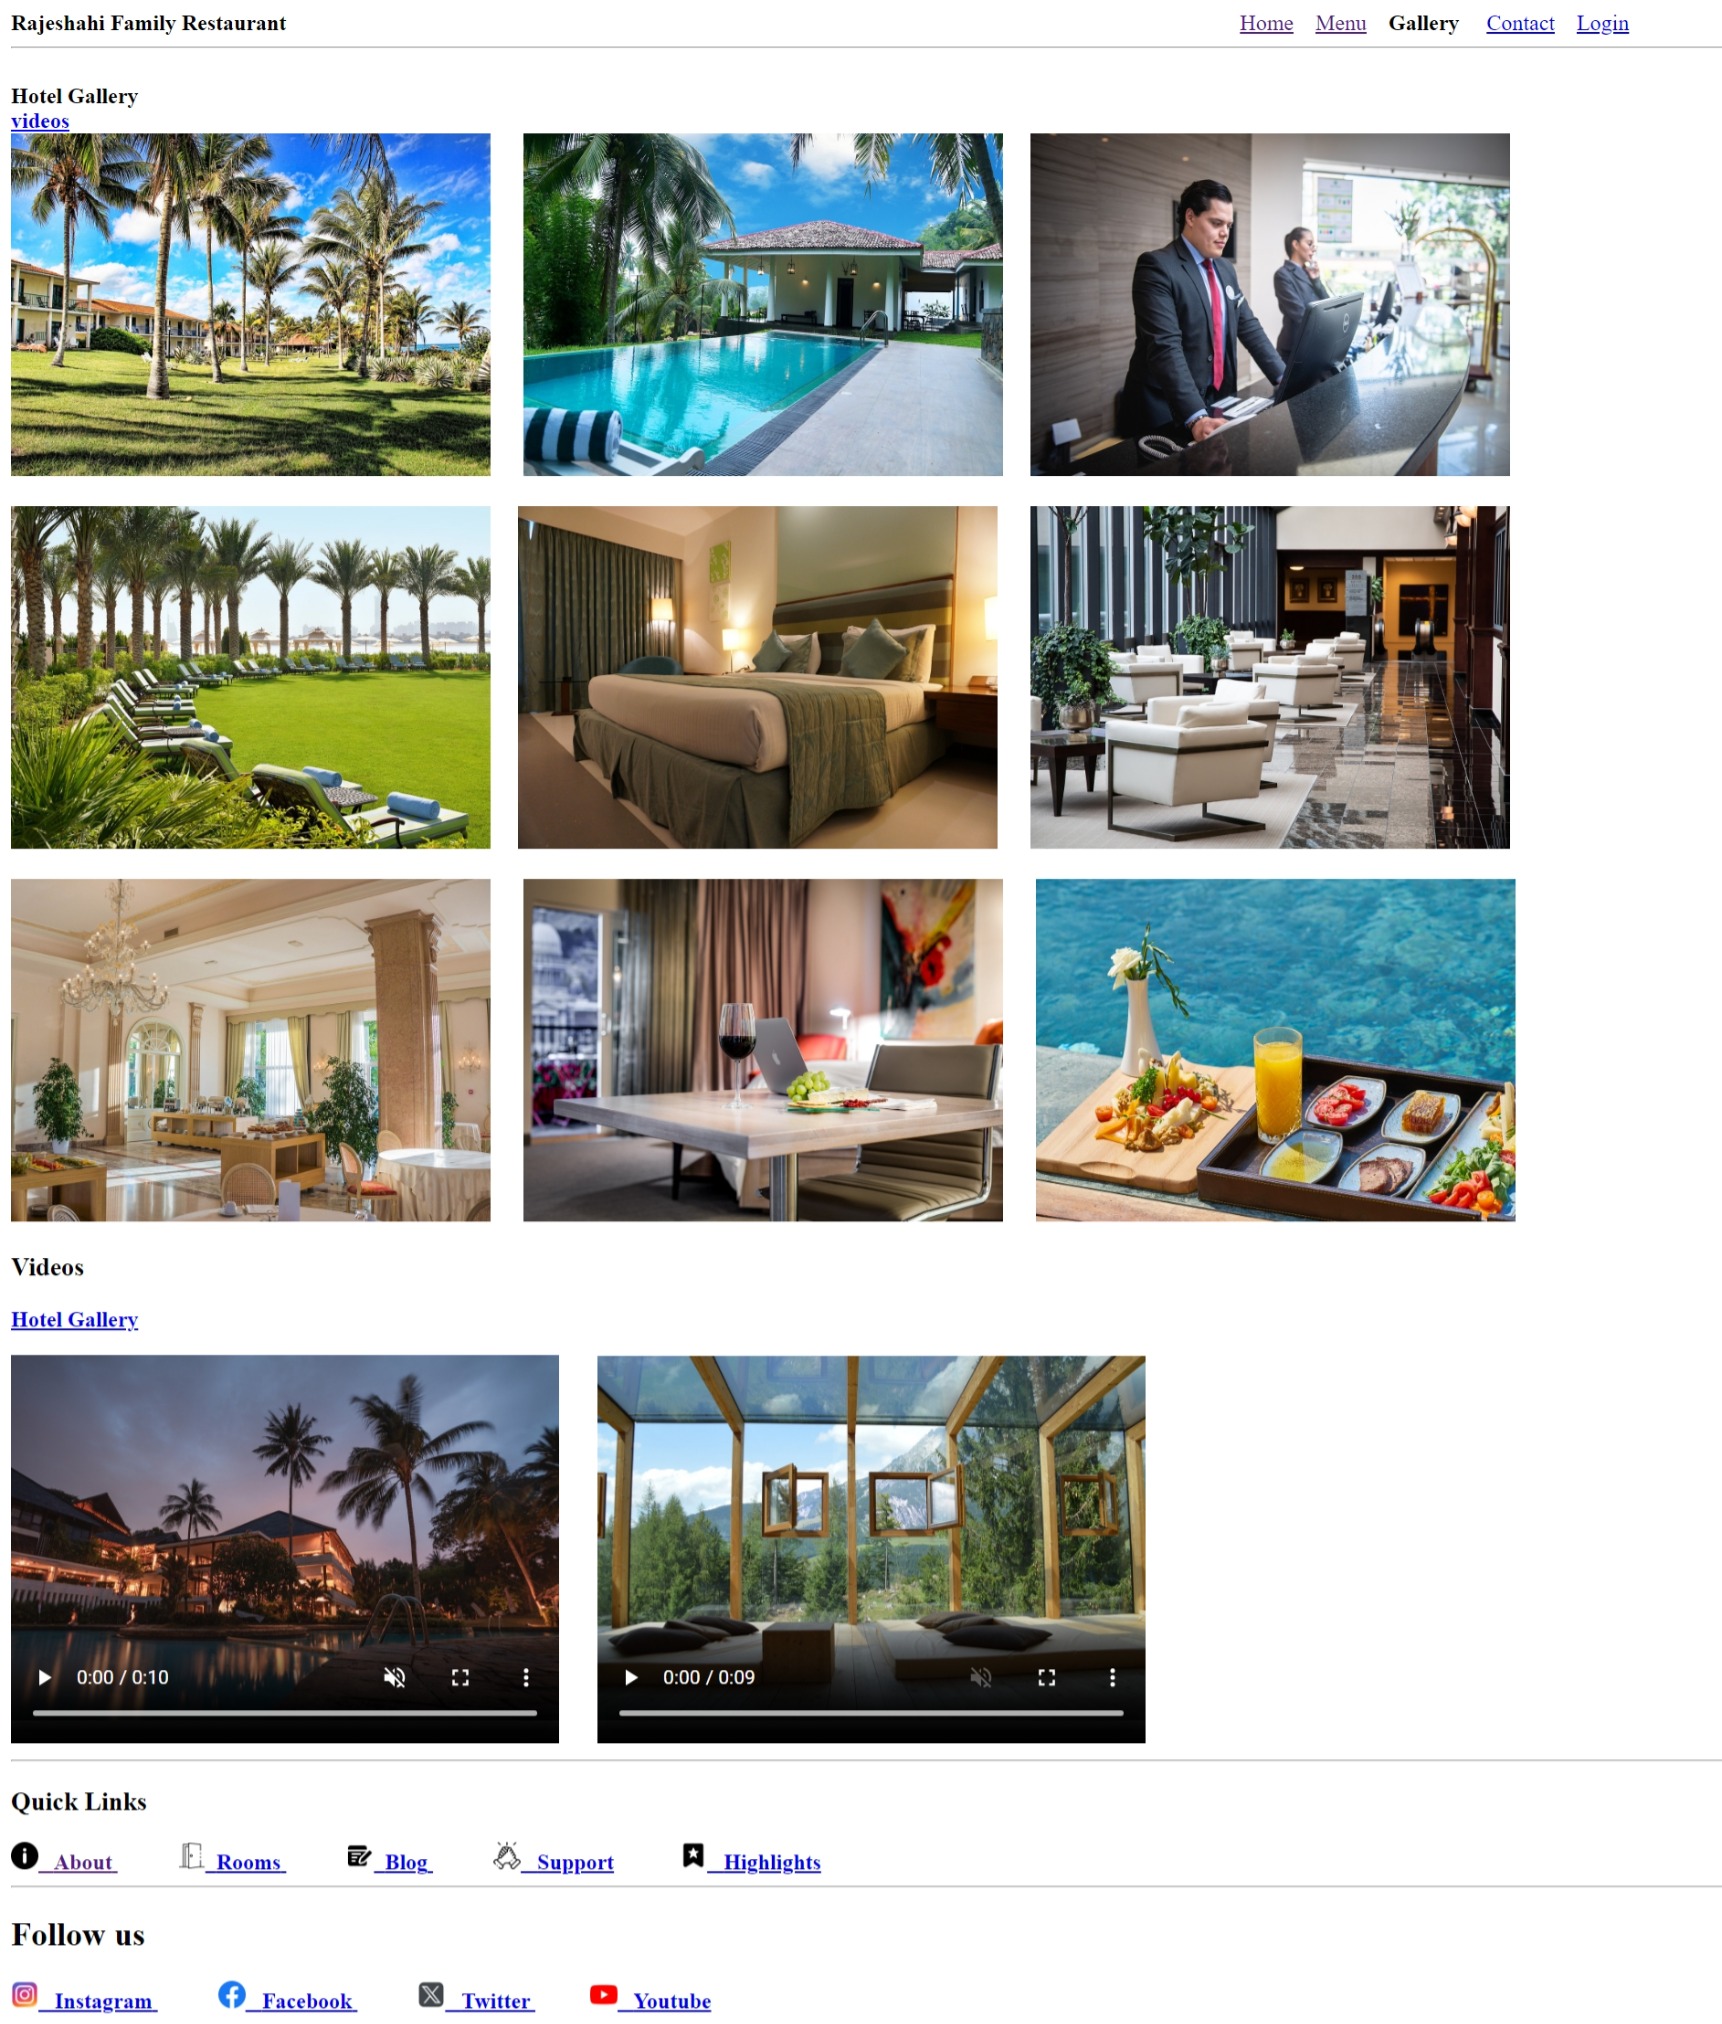 Rajeshahi Family Restaurant Home Menu Gallery Contact Login
Hotel Gallery
videos
Videos
Hotel Gallery
0:00 / 0:10
0:00 / 0:09
Quick Links
About Rooms Blog Support Highlights
Follow us
Instagram Facebook Twitter Youtube